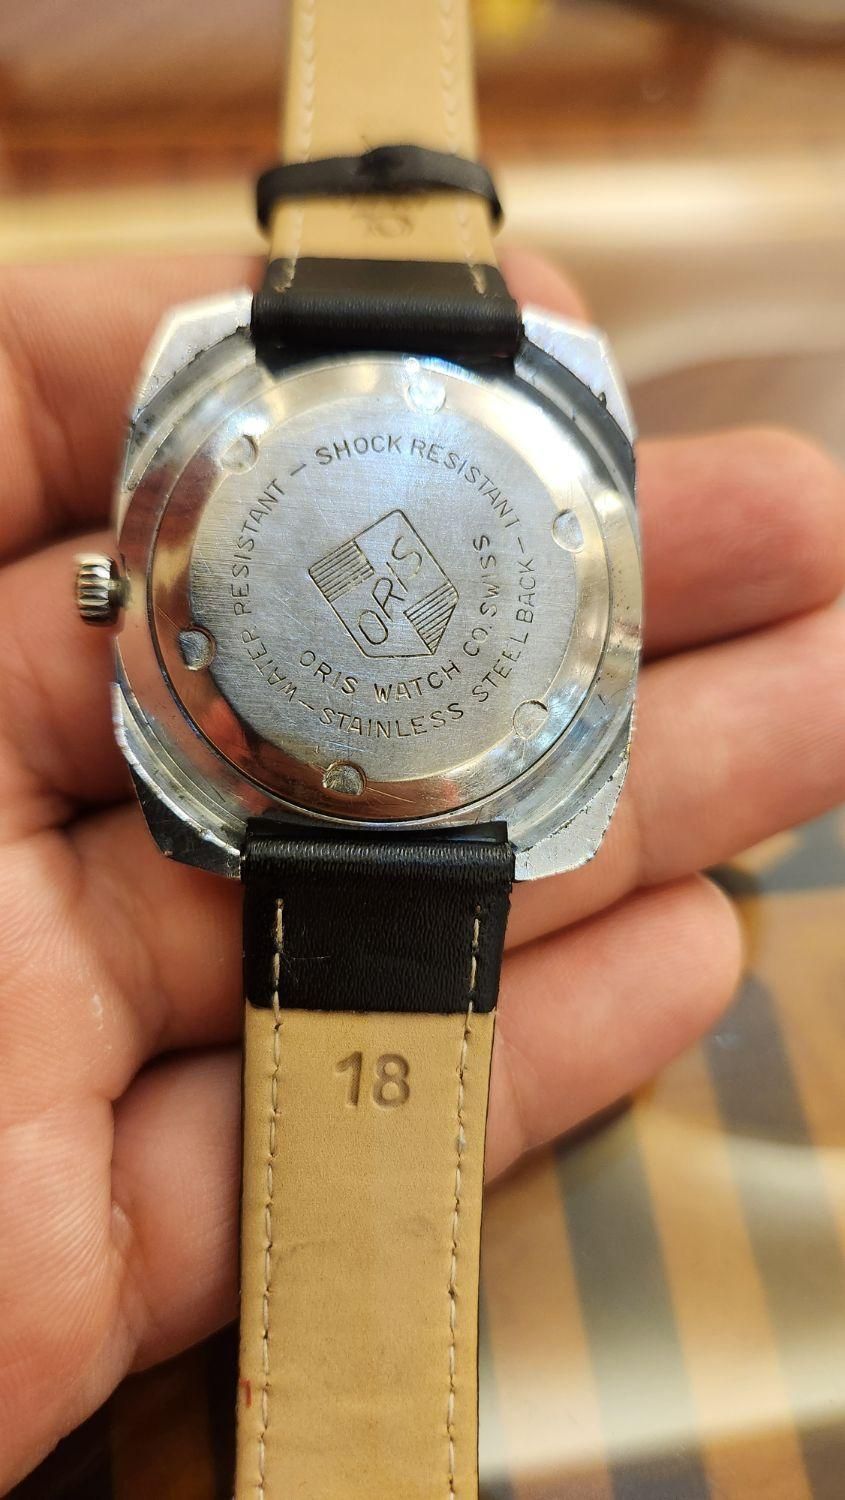 WATER RESISTANT – SHOCK RESISTANT – STAINLESS STEEL BACK –
ORIS
ORIS WATCH CO. SWISS
18